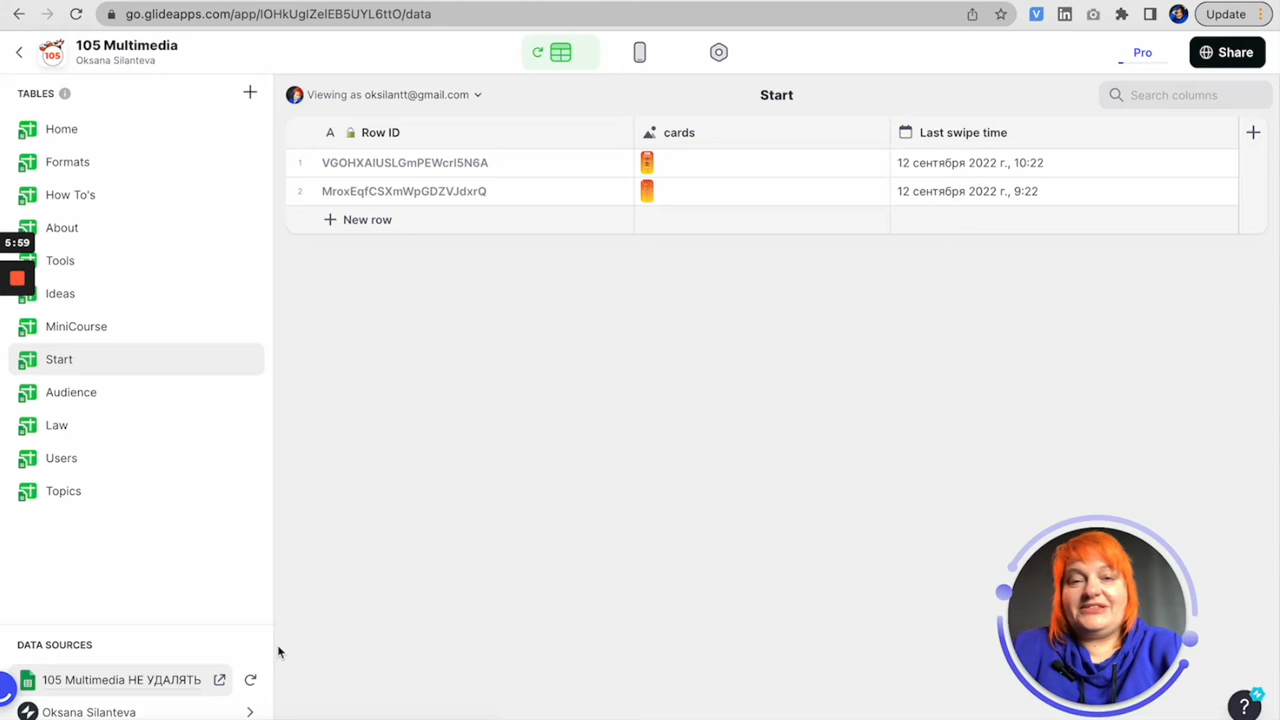 go.glideapps.com/app/lOHkUgIZelEB5UYL6ttO/data
Update
105
105 Multimedia
Oksana Silanteva
Pro
Share
TABLES
Viewing as oksilantt@gmail.com
Start
Search columns
Home
Formats
How To's
About
Tools
Ideas
MiniCourse
Start
Audience
Law
Users
Topics
5:59
A Row ID cards Last swipe time
1 VGOHXAIUSLGmPEWcrI5N6A 12 сентября 2022 г., 10:22
2 MroxEqfCSXmWpGDZVJdxrQ 12 сентября 2022 г., 9:22
New row
DATA SOURCES
105 Multimedia НЕ УДАЛЯТЬ
Oksana Silanteva
?